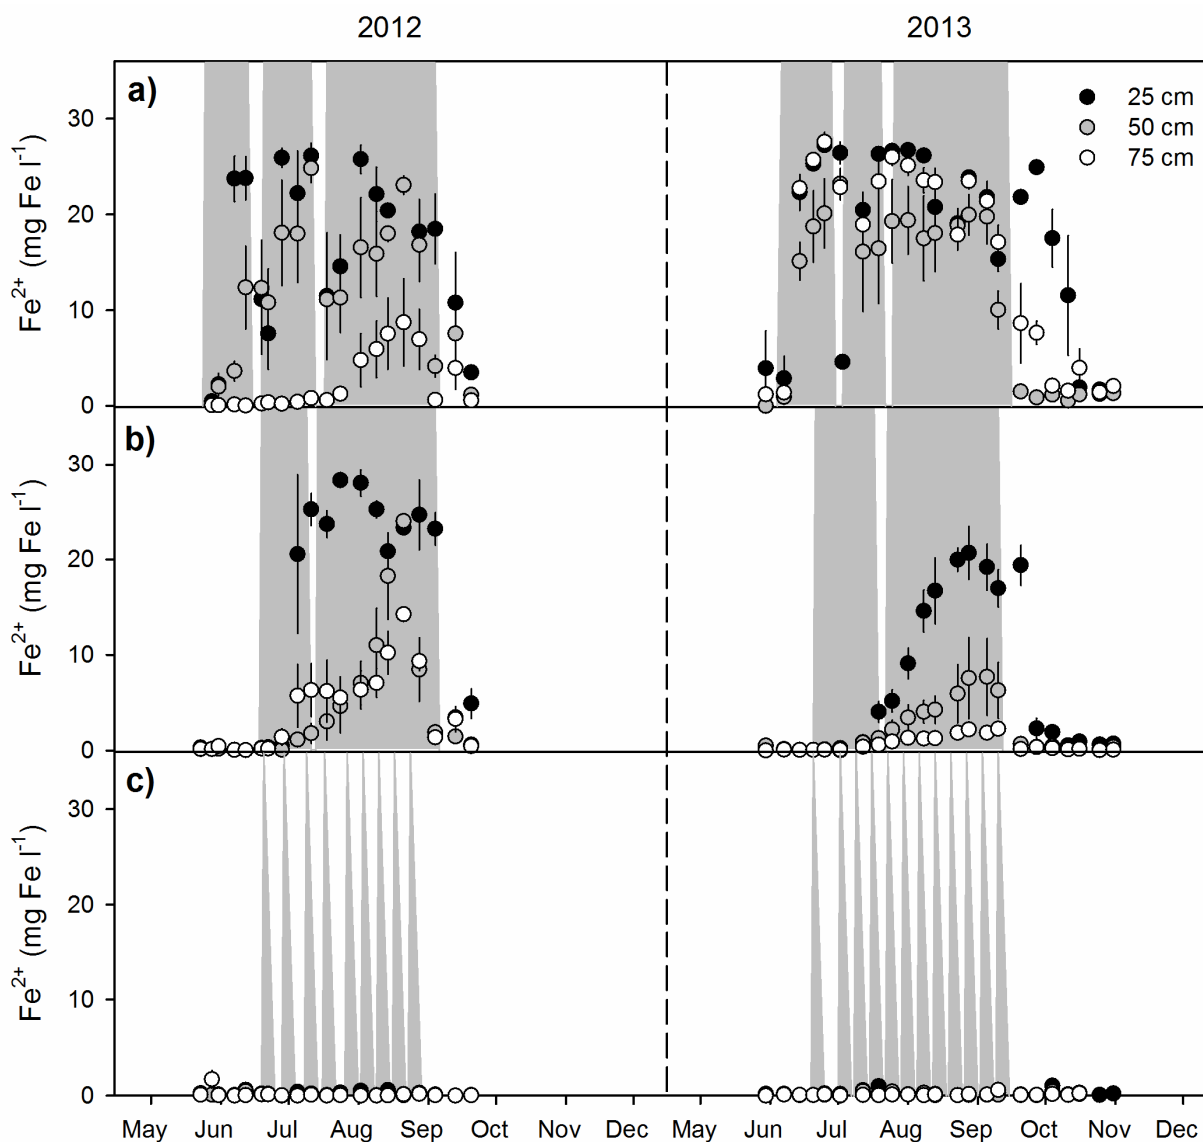 2012 2013
a)
25 cm
50 cm
75 cm
30
20
10
0
Fe2+ (mg Fe l-1)
b)
30
20
10
0
Fe2+ (mg Fe l-1)
c)
30
20
10
0
Fe2+ (mg Fe l-1)
May Jun Jul Aug Sep Oct Nov Dec May Jun Jul Aug Sep Oct Nov Dec